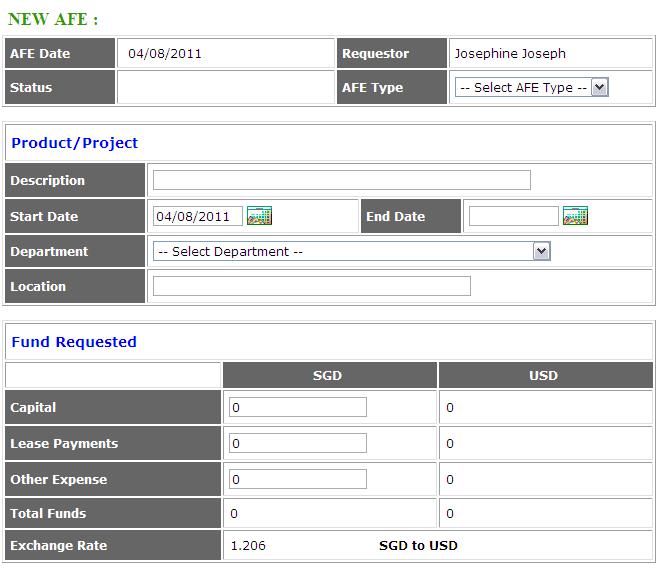 NEW AFE :
AFE Date 04/08/2011 Requestor Josephine Joseph
Status AFE Type -- Select AFE Type --
Product/Project
Description
Start Date 04/08/2011 End Date
Department -- Select Department --
Location
Fund Requested
SGD USD
Capital 0 0
Lease Payments 0 0
Other Expense 0 0
Total Funds 0 0
Exchange Rate 1.206 SGD to USD